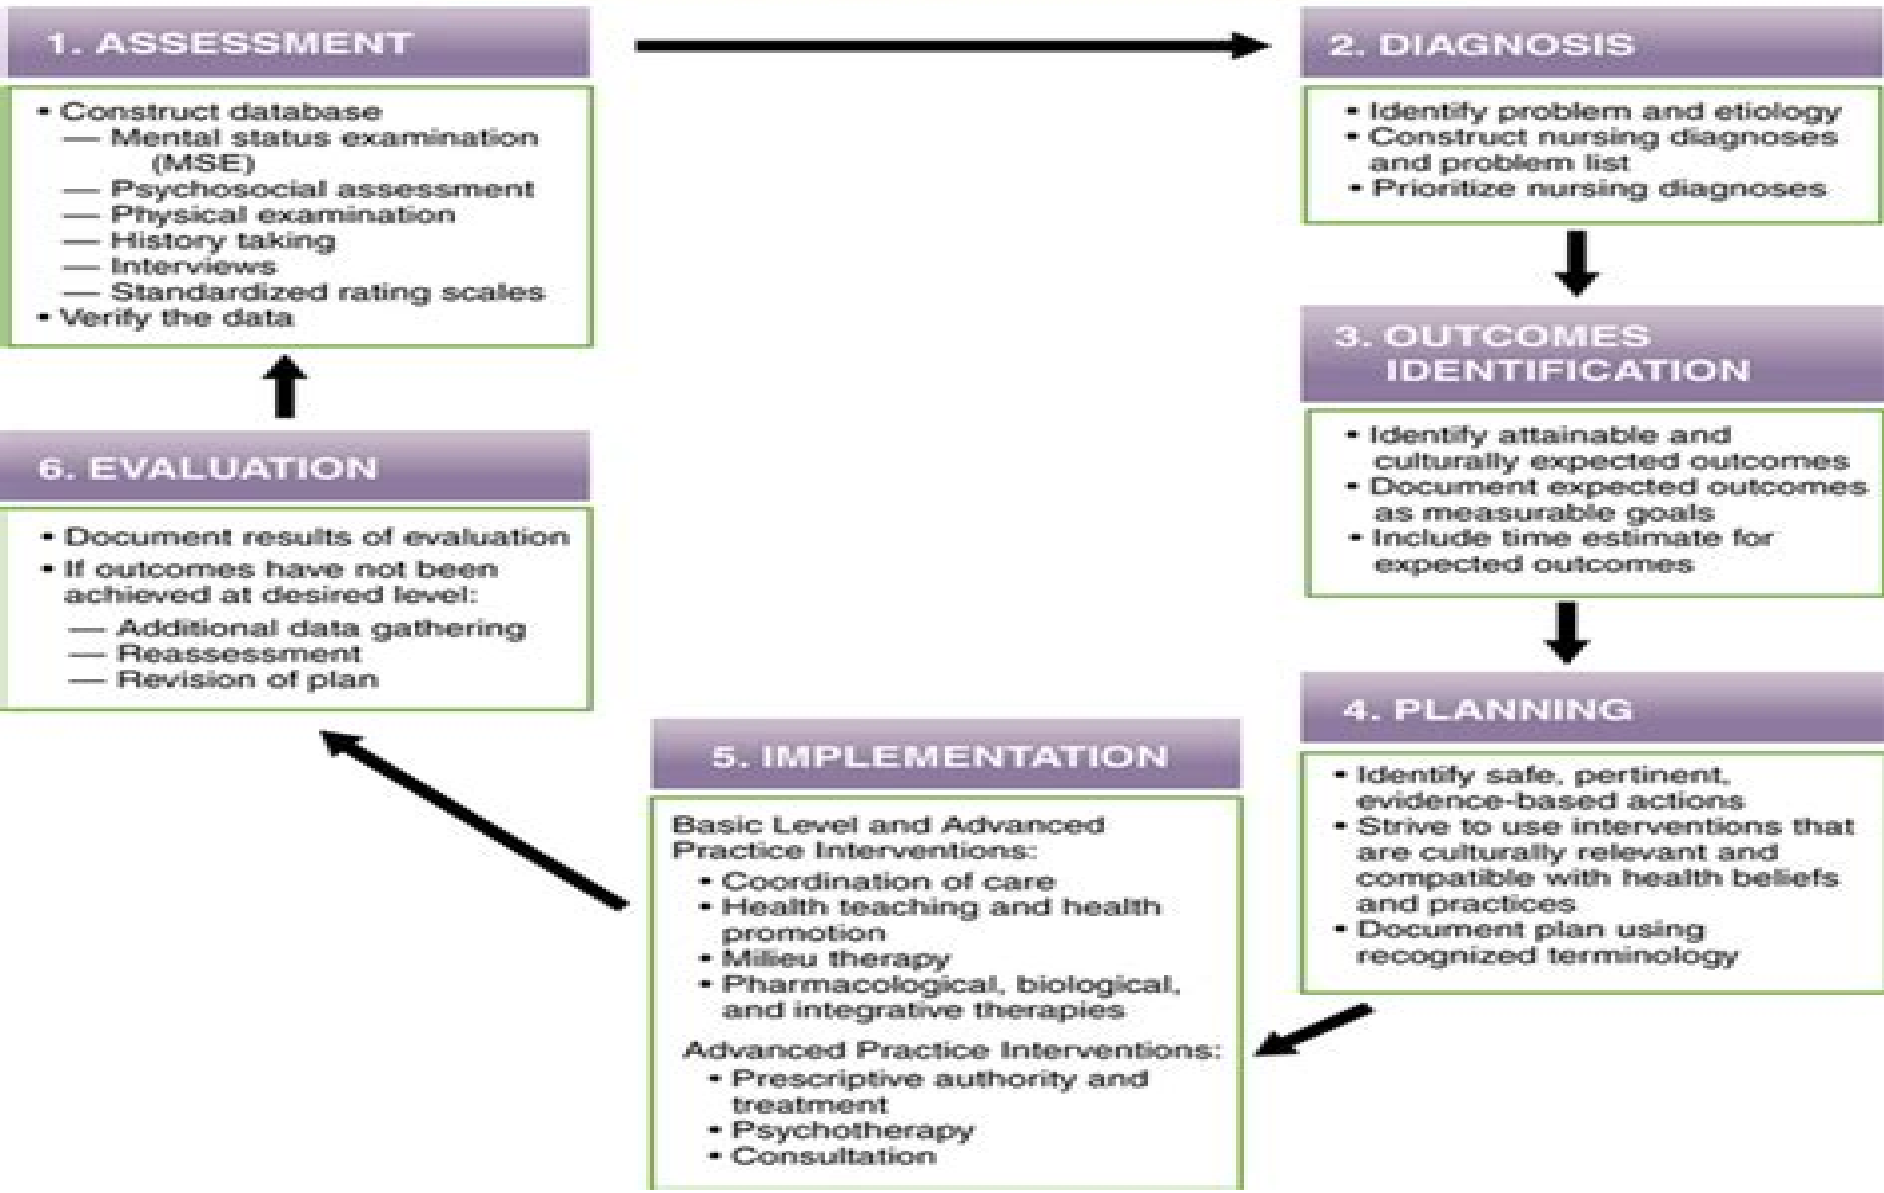 1. ASSESSMENT
• Construct database
— Mental status examination
(MSE)
— Psychosocial assessment
— Physical examination
— History taking
— Interviews
— Standardized rating scales
• Verify the data
2. DIAGNOSIS
• Identify problem and etiology
• Construct nursing diagnoses
and problem list
• Prioritize nursing diagnoses
3. OUTCOMES
IDENTIFICATION
• Identify attainable and
culturally expected outcomes
• Document expected outcomes
as measurable goals
• Include time estimate for
expected outcomes
4. PLANNING
• Identify safe, pertinent,
evidence-based actions
• Strive to use interventions that
are culturally relevant and
compatible with health beliefs
and practices
• Document plan using
recognized terminology
5. IMPLEMENTATION
Basic Level and Advanced
Practice Interventions:
• Coordination of care
• Health teaching and health
promotion
• Milieu therapy
• Pharmacological, biological,
and integrative therapies
Advanced Practice Interventions:
• Prescriptive authority and
treatment
• Psychotherapy
• Consultation
6. EVALUATION
• Document results of evaluation
• If outcomes have not been
achieved at desired level:
— Additional data gathering
— Reassessment
— Revision of plan